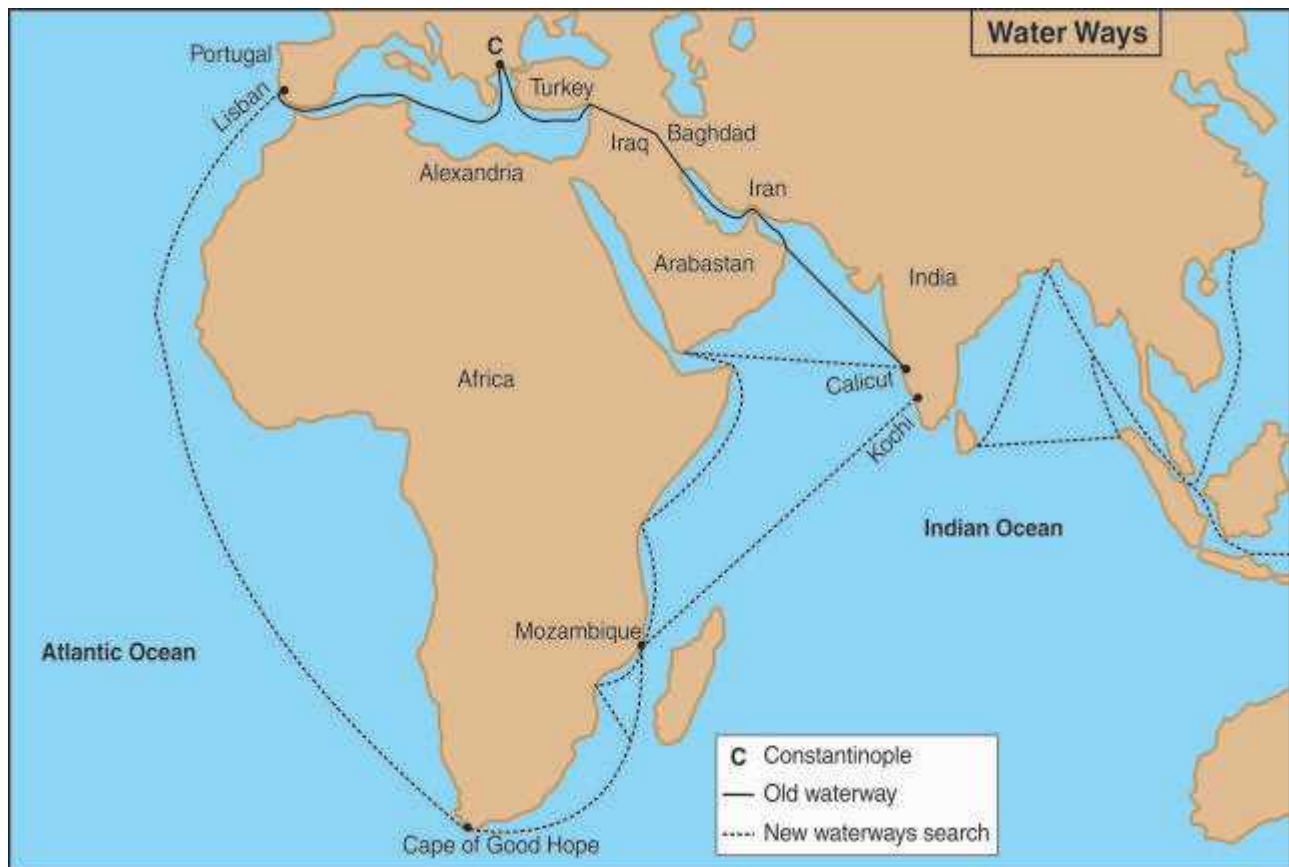 Water Ways
C
Portugal
Turkey
Lisban
Baghdad
Iraq
Alexandria
Iran
Arabastan
India
Africa
Calicut
Kochi
Indian Ocean
Mozambique
Atlantic Ocean
C Constantinople
Old waterway
New waterways search
Cape of Good Hope